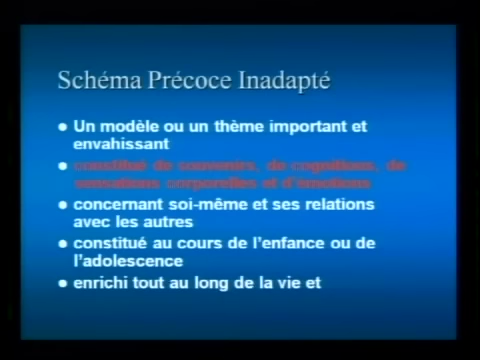 Schéma Précoce Inadapté
● Un modèle ou un thème important et
envahissant
● constitué de souvenirs, de cognitions, de
sensations corporelles et d'émotions
● concernant soi-même et ses relations
avec les autres
● constitué au cours de l'enfance ou de
l'adolescence
● enrichi tout au long de la vie et